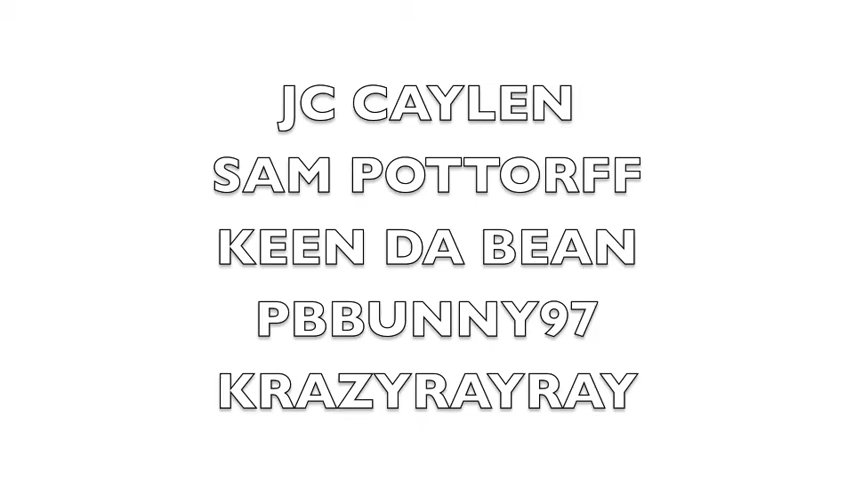 JC CAYLEN
SAM POTTORFF
KEEN DA BEAN
PBBUNNY97
KRAZYRAYRAY